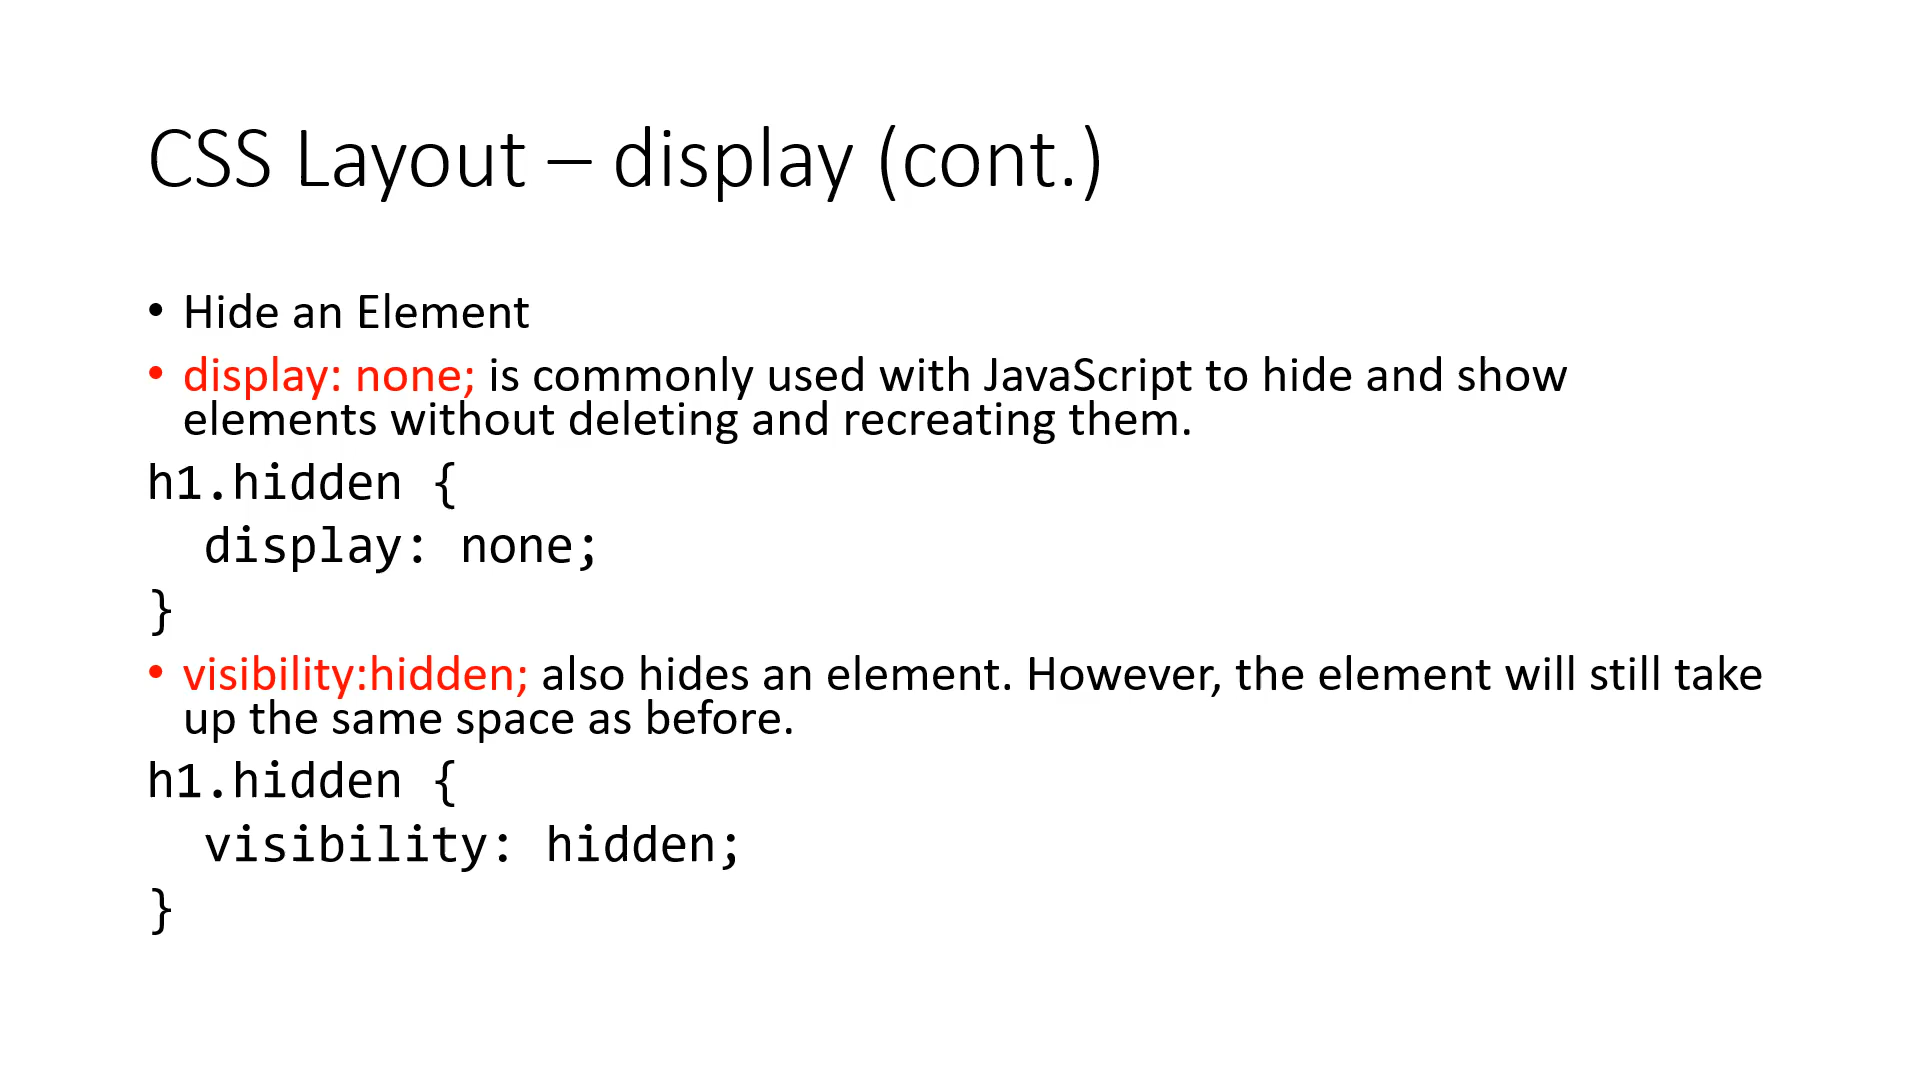 CSS Layout – display (cont.)
• Hide an Element
• display: none; is commonly used with JavaScript to hide and show
elements without deleting and recreating them.
h1.hidden {
  display: none;
}
• visibility:hidden; also hides an element. However, the element will still take
up the same space as before.
h1.hidden {
  visibility: hidden;
}